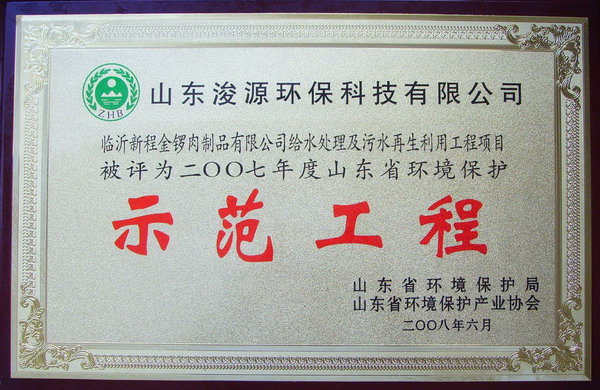 ZHB
山东浚源环保科技有限公司
临沂新程金锣肉制品有限公司给水处理及污水再生利用工程项目
被评为二〇〇七年度山东省环境保护
示范工程
山东省环境保护局
山东省环境保护产业协会
二〇〇八年六月